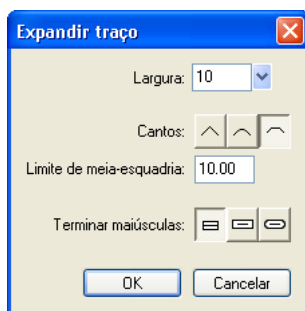 Expandir traço
Largura: 10
Cantos:
Limite de meia-esquadria: 10.00
Terminar maiúsculas:
OK Cancelar